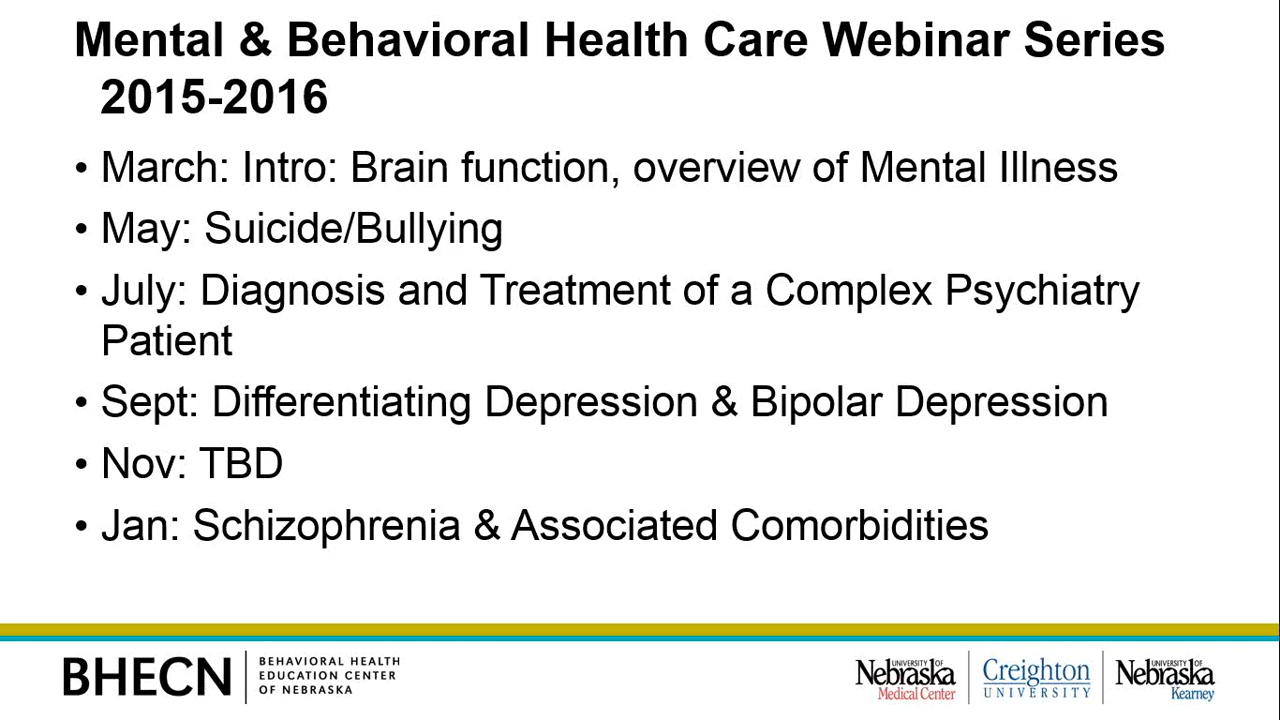 Mental & Behavioral Health Care Webinar Series
2015-2016
• March: Intro: Brain function, overview of Mental Illness
• May: Suicide/Bullying
• July: Diagnosis and Treatment of a Complex Psychiatry
Patient
• Sept: Differentiating Depression & Bipolar Depression
• Nov: TBD
• Jan: Schizophrenia & Associated Comorbidities
BHECN
BEHAVIORAL HEALTH
EDUCATION CENTER
OF NEBRASKA
UNIVERSITY OF
Nebraska
Medical Center
Creighton
UNIVERSITY
UNIVERSITY OF
Nebraska
Kearney